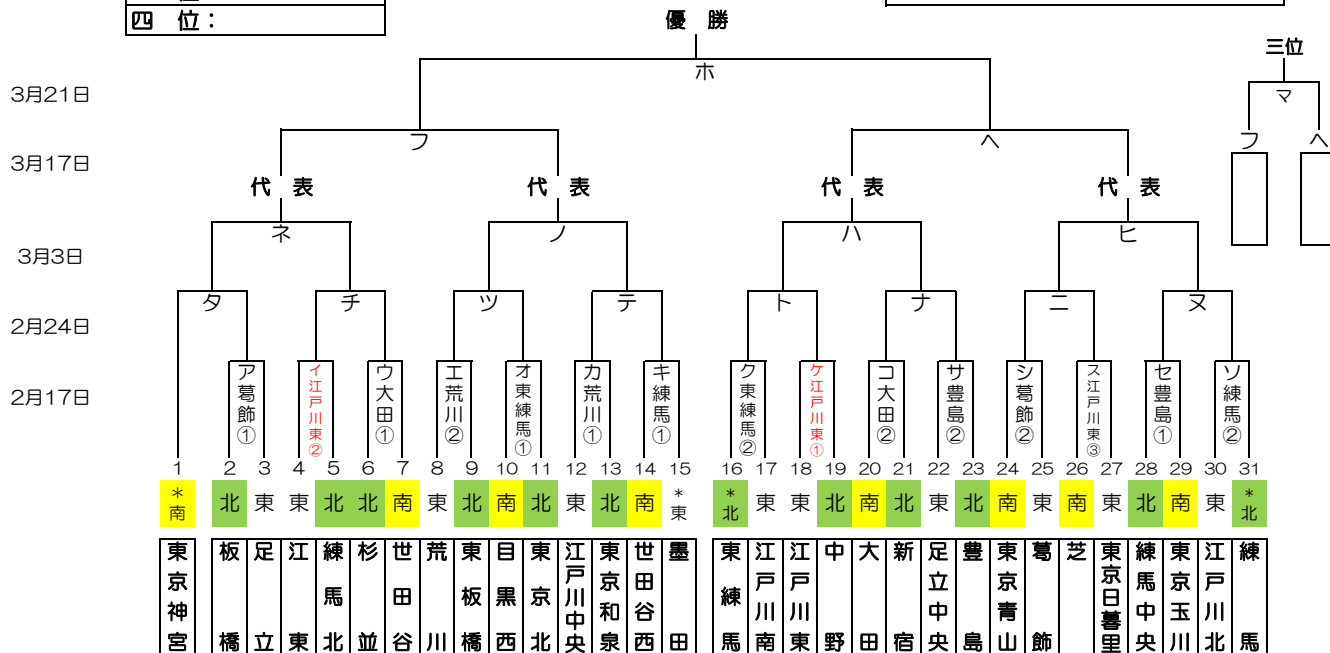 四 位：
優 勝
三位
ホ
3月21日
マ
フ
ヘ
フ
ヘ
3月17日
代 表
代 表
代 表
代 表
ネ
ノ
ハ
ヒ
3月3日
タ
チ
ツ
テ
ト
ナ
ニ
ヌ
2月24日
2月17日
ア葛飾①
イ江戸川東②
ウ大田①
エ荒川②
オ東練馬①
カ荒川①
キ練馬①
ク東練馬②
ケ江戸川東①
コ大田②
サ豊島②
シ葛飾②
ス江戸川東③
セ豊島①
ソ練馬②
1 2 3 4 5 6 7 8 9 10 11 12 13 14 15 16 17 18 19 20 21 22 23 24 25 26 27 28 29 30 31
*南 北 東 東 北 北 南 東 北 南 北 東 北 南 *東 *北 東 東 北 南 南 東 北 南 東 南 東 北 南 東 *北
東京神宮
板橋
足立
江東
練馬北
杉並
世田谷
荒川
東板橋
目黒西
東京北
江戸川中央
東京和泉
世田谷西
墨田
東練馬
江戸川南
江戸川東
中野
大田
新宿
足立中央
豊島
東京青山
葛飾
芝
東京日暮里
練馬中央
東京玉川
江戸川北
練馬